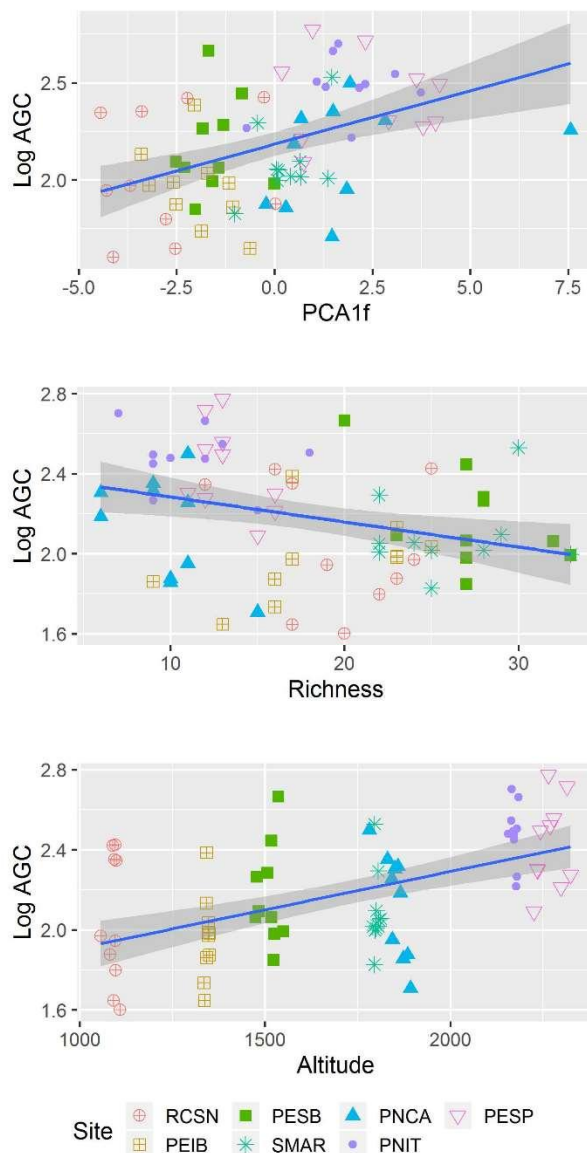 Log AGC
2.5
2.0
-5.0 -2.5 0.0 2.5 5.0 7.5
PCA1f
Log AGC
2.8
2.4
2.0
1.6
10 20 30
Richness
Log AGC
2.8
2.4
2.0
1.6
1000 1500 2000
Altitude
Site
RCSN PESB PNCA PESP
PEIB SMAR PNIT